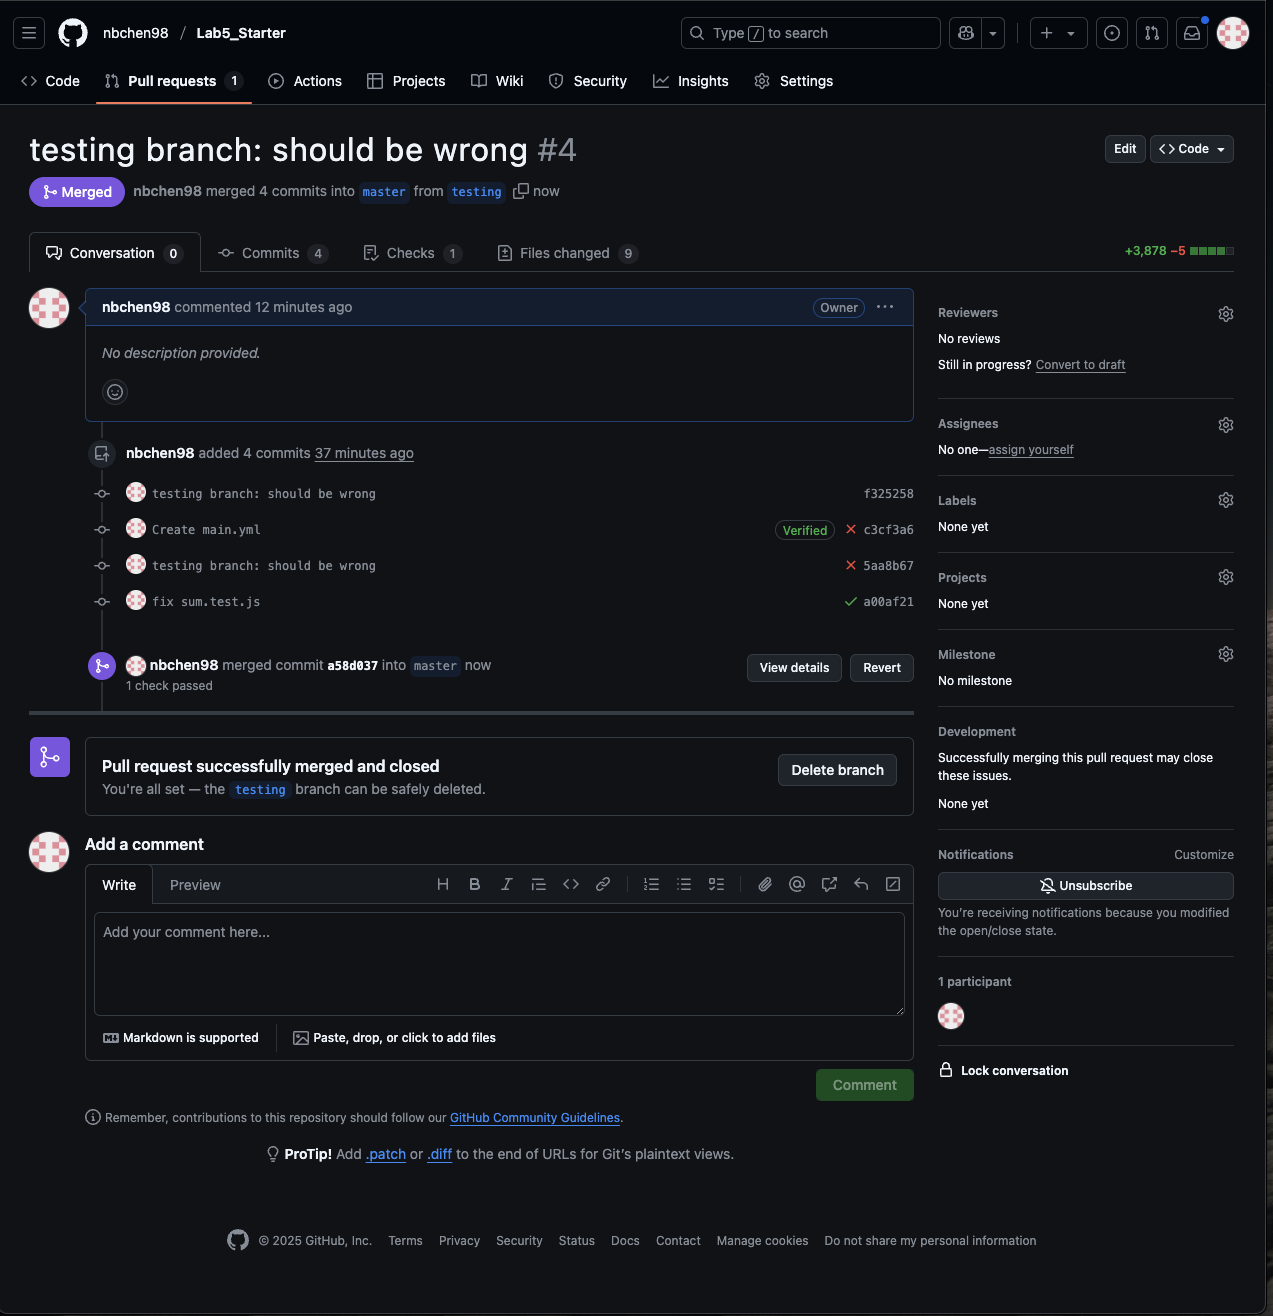 nbchen98 / Lab5_Starter
Type / to search
Code
Pull requests 1
Actions
Projects
Wiki
Security
Insights
Settings
testing branch: should be wrong #4
Edit
Code
Merged
nbchen98 merged 4 commits into master from testing now
Conversation 0
Commits 4
Checks 1
Files changed 9
+3,878 −5
nbchen98 commented 12 minutes ago
Owner
No description provided.
nbchen98 added 4 commits 37 minutes ago
testing branch: should be wrong f325258
Create main.yml Verified c3cf3a6
testing branch: should be wrong 5aa8b67
fix sum.test.js a00af21
nbchen98 merged commit a58d037 into master now
1 check passed
View details
Revert
Pull request successfully merged and closed
You're all set — the testing branch can be safely deleted.
Delete branch
Add a comment
Write
Preview
Add your comment here...
Markdown is supported
Paste, drop, or click to add files
Comment
Remember, contributions to this repository should follow our GitHub Community Guidelines.
ProTip! Add .patch or .diff to the end of URLs for Git's plaintext views.
Reviewers
No reviews
Still in progress? Convert to draft
Assignees
No one—assign yourself
Labels
None yet
Projects
None yet
Milestone
No milestone
Development
Successfully merging this pull request may close
these issues.
None yet
Notifications
Customize
Unsubscribe
You're receiving notifications because you modified
the open/close state.
1 participant
Lock conversation
© 2025 GitHub, Inc.
Terms
Privacy
Security
Status
Docs
Contact
Manage cookies
Do not share my personal information